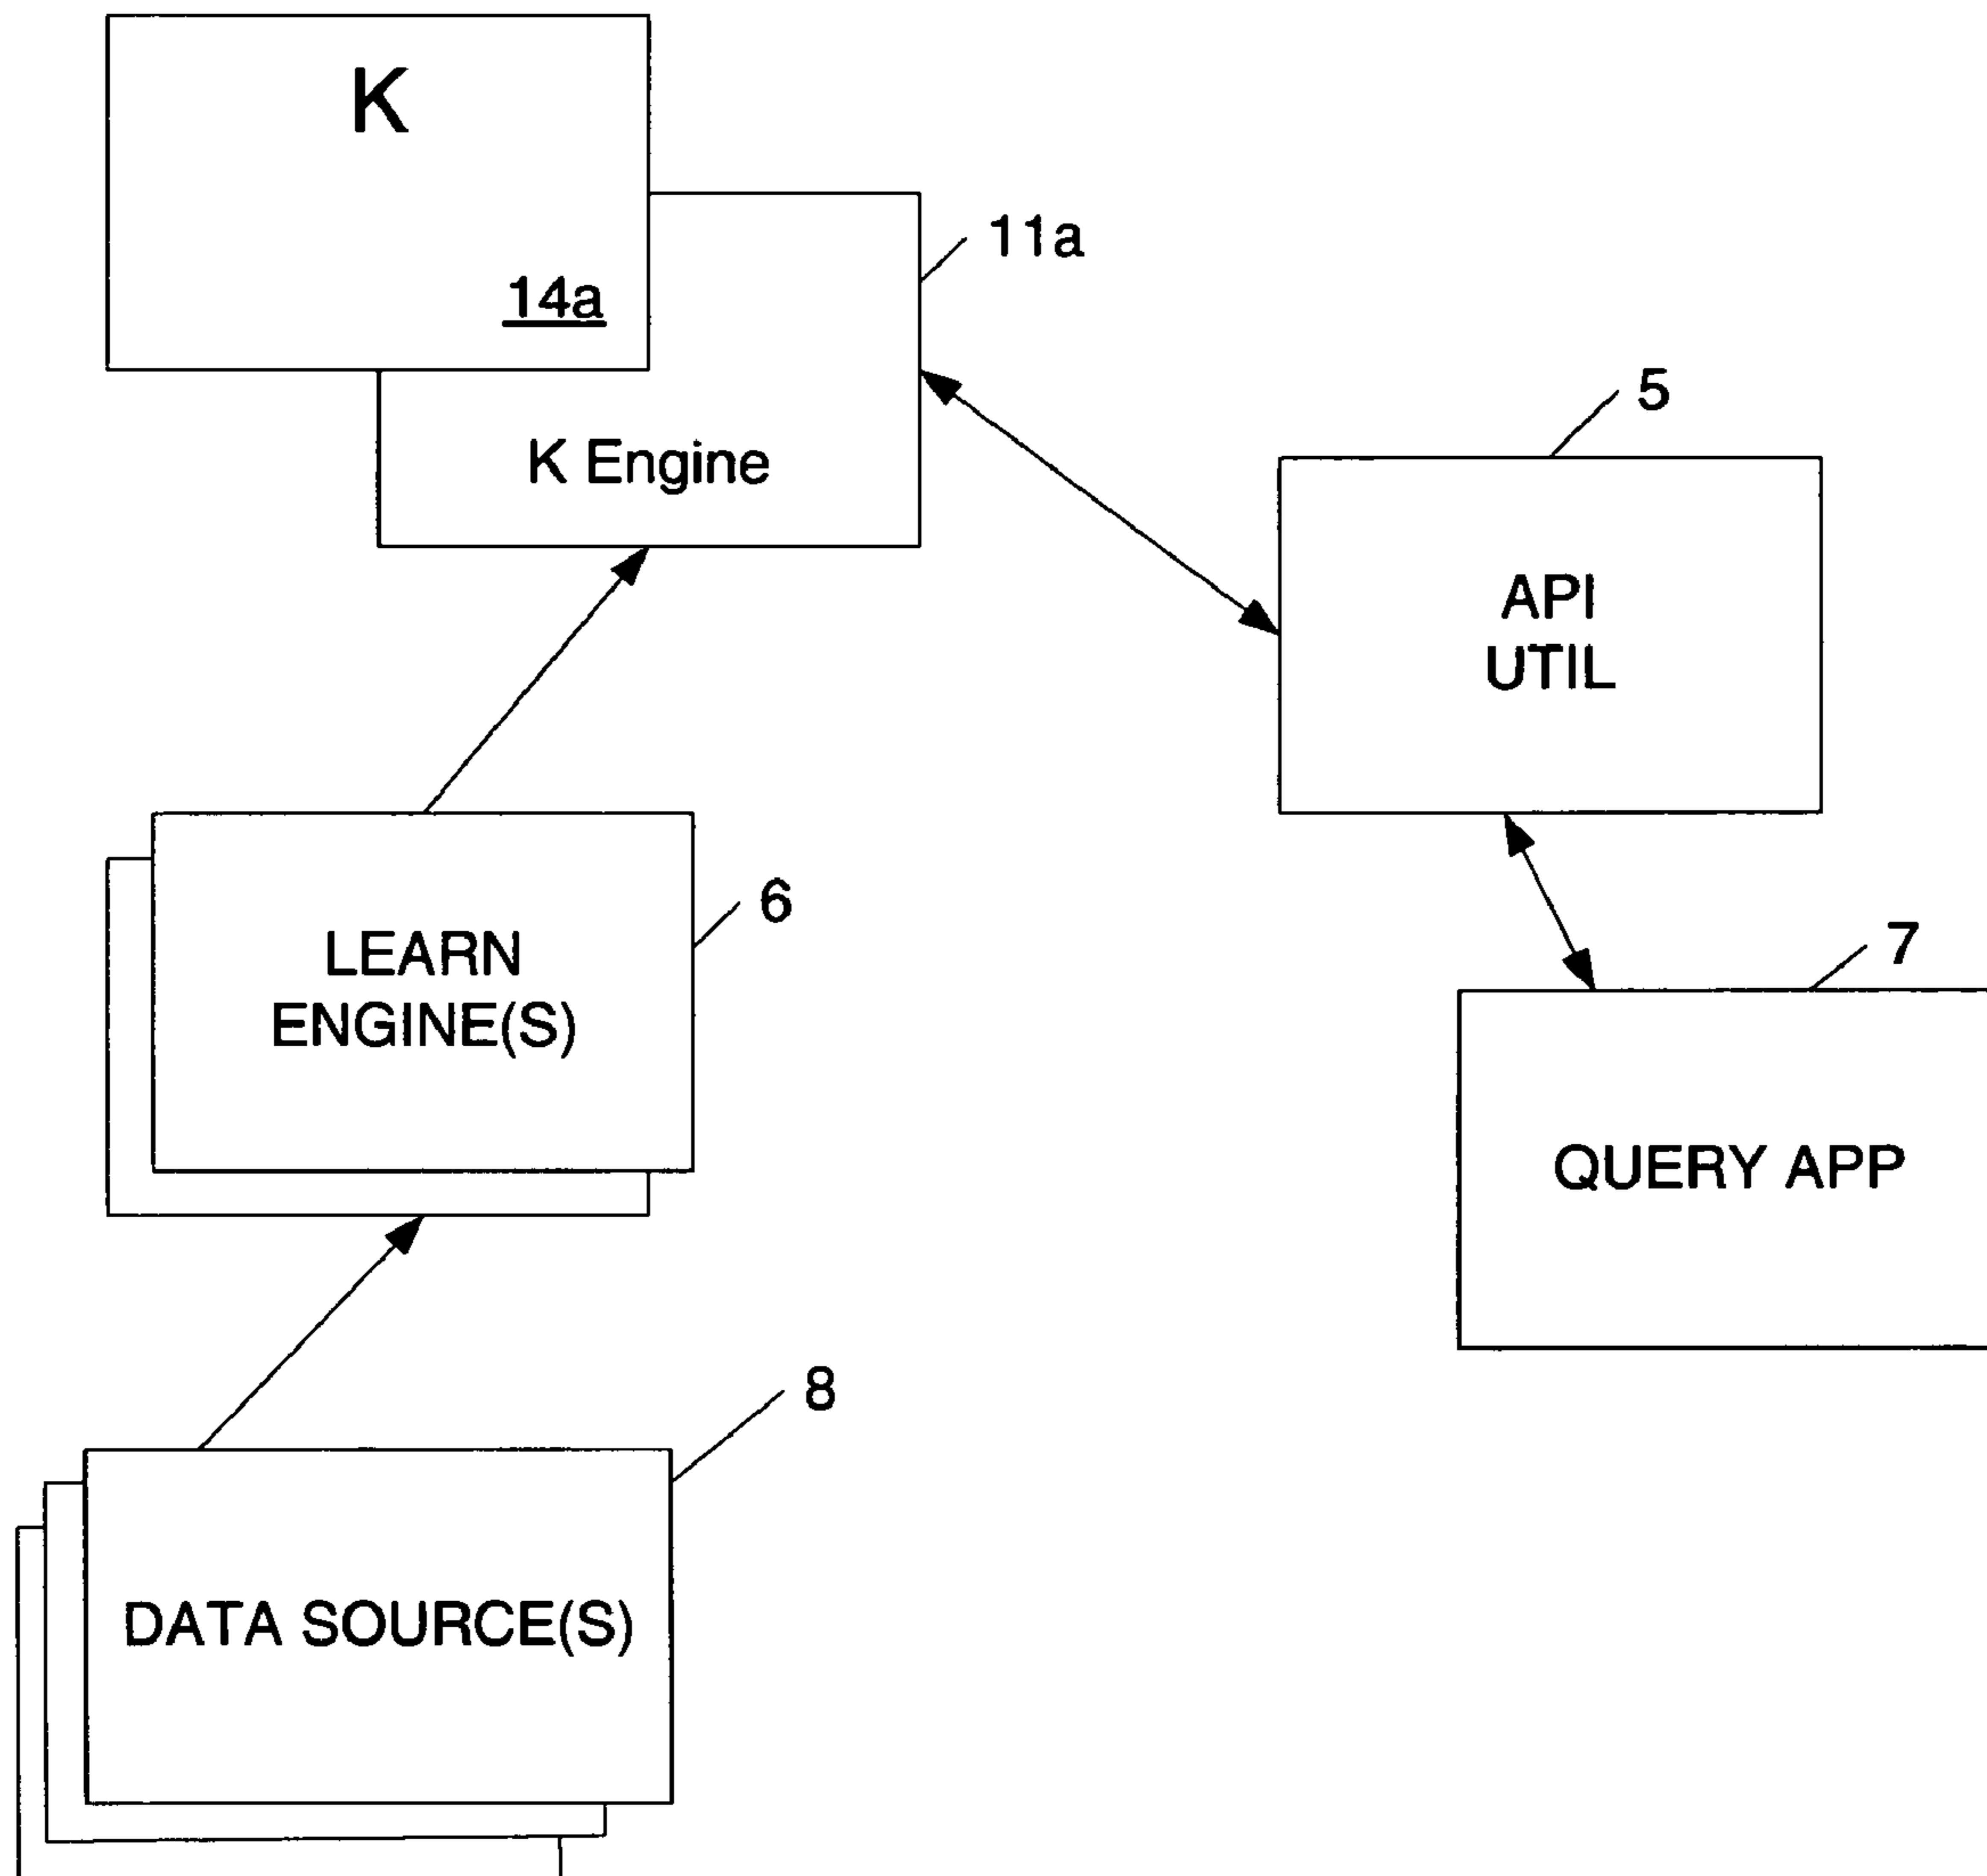 K
14a
11a
K Engine
5
API
UTIL
6
LEARN
ENGINE(S)
7
QUERY APP
8
DATA SOURCE(S)